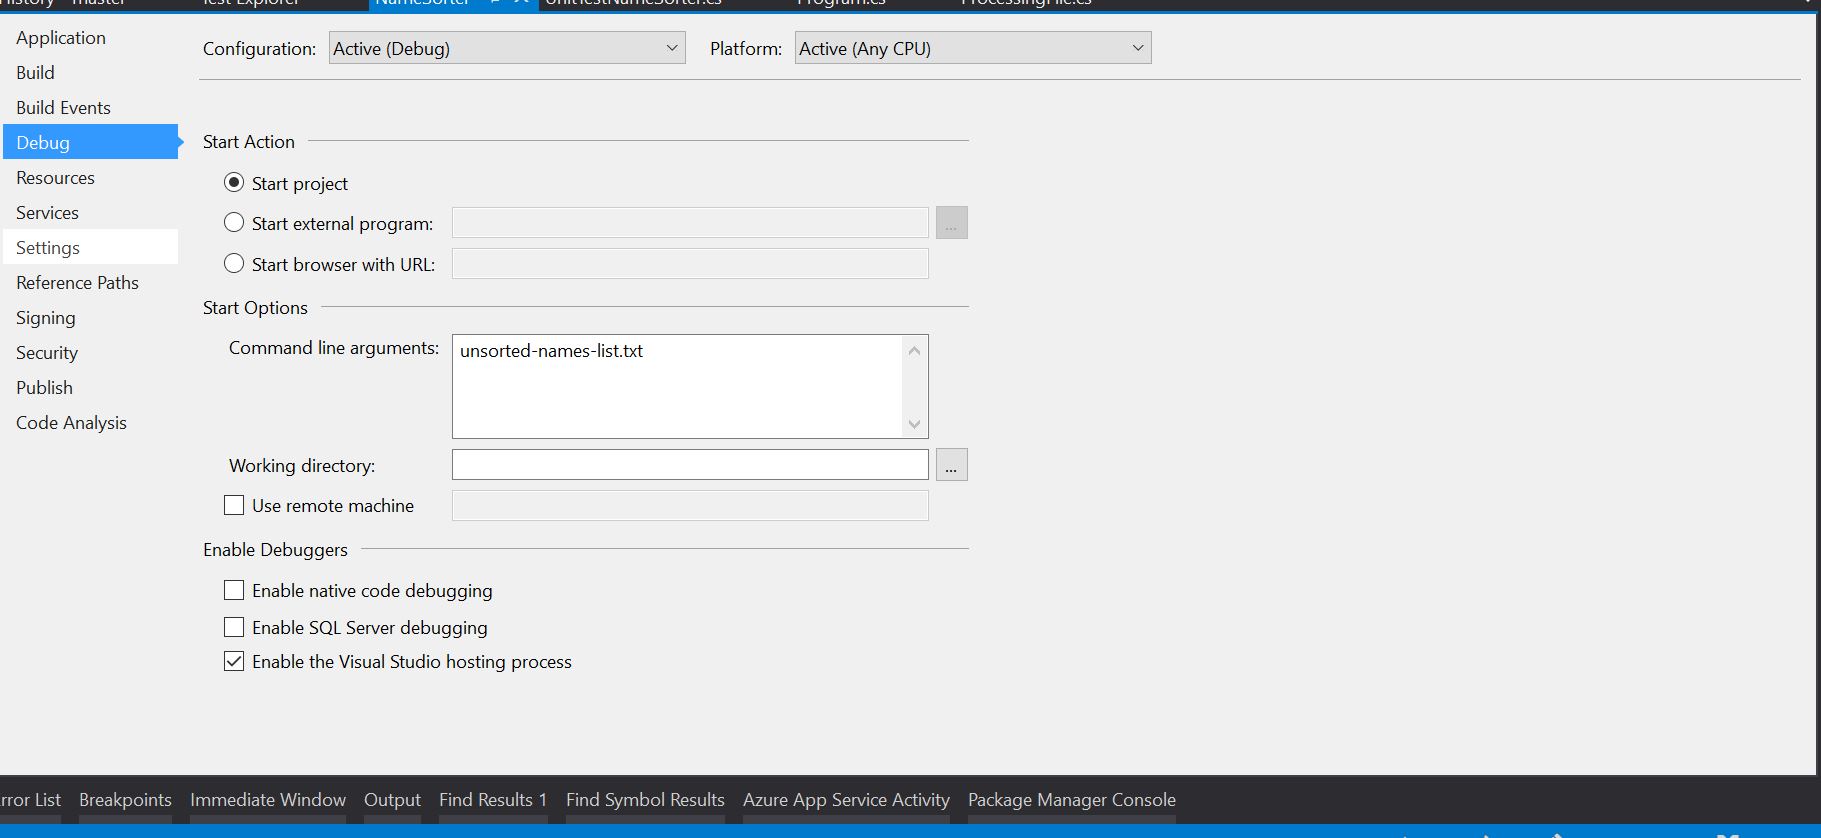 History - master Test Explorer NameSorter UnitTestNameSorter.cs Program.cs ProcessingFile.cs
Application
Build
Build Events
Debug
Resources
Services
Settings
Reference Paths
Signing
Security
Publish
Code Analysis
Configuration: Active (Debug) Platform: Active (Any CPU)
Start Action
Start project
Start external program: ...
Start browser with URL:
Start Options
Command line arguments: unsorted-names-list.txt
Working directory: ...
Use remote machine
Enable Debuggers
Enable native code debugging
Enable SQL Server debugging
Enable the Visual Studio hosting process
rror List Breakpoints Immediate Window Output Find Results 1 Find Symbol Results Azure App Service Activity Package Manager Console